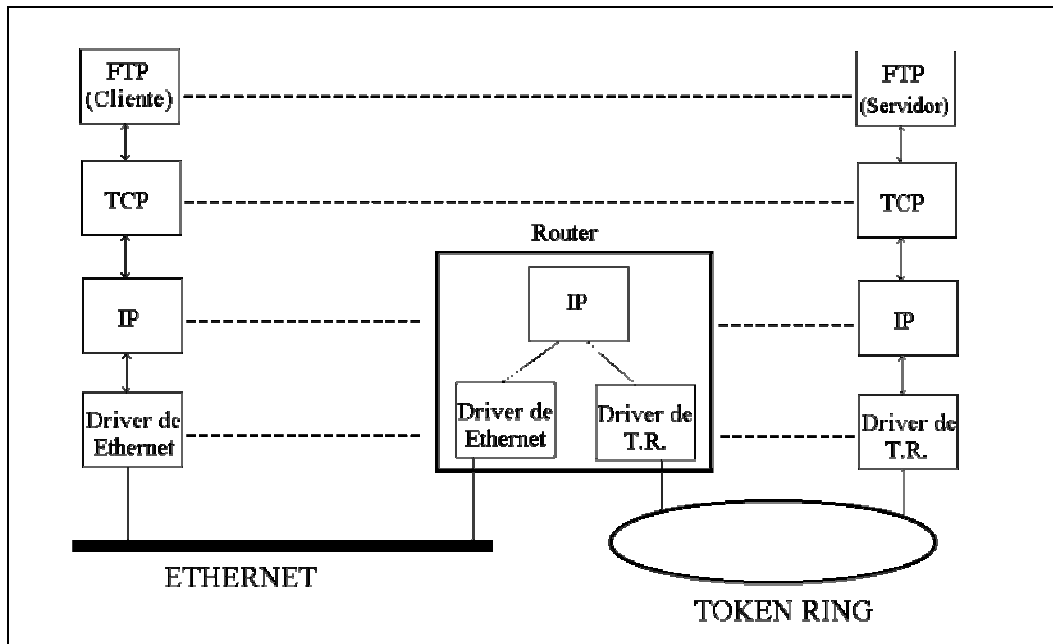 FTP
(Cliente)
FTP
(Servidor)
TCP
TCP
Router
IP
IP
IP
Driver de
Ethernet
Driver de
Ethernet
Driver de
T.R.
Driver de
T.R.
ETHERNET
TOKEN RING